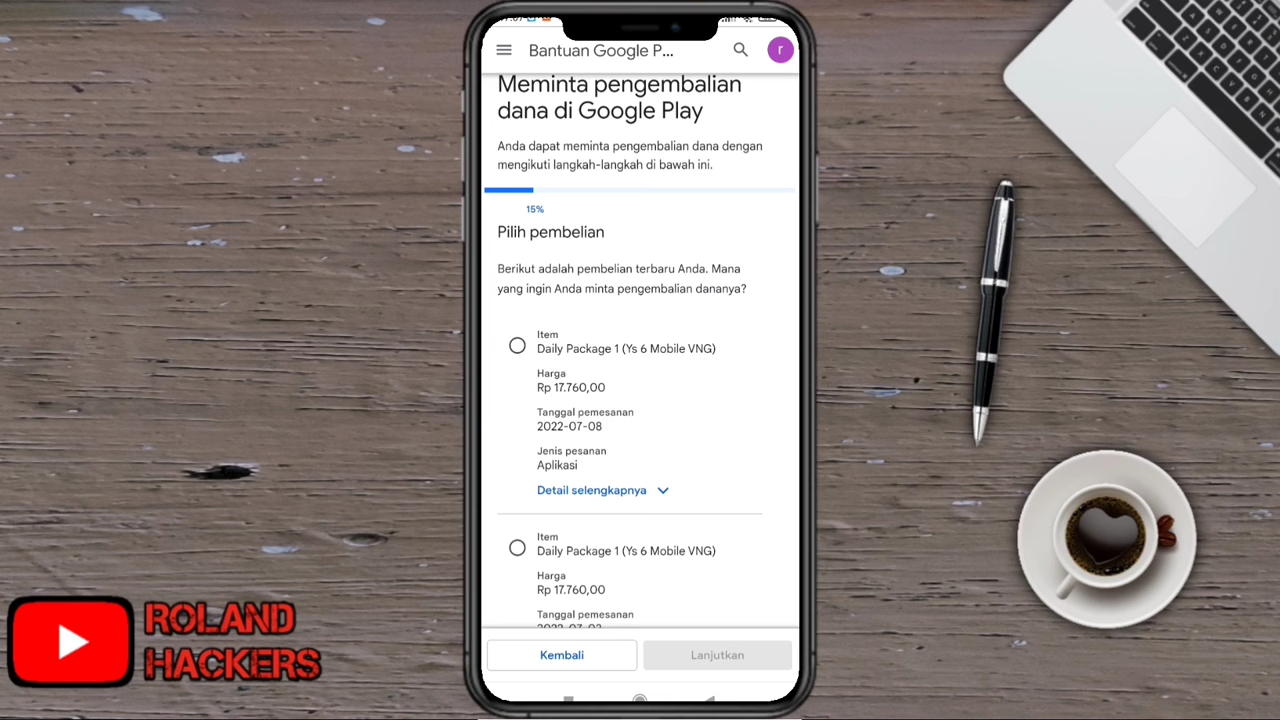 Bantuan Google P...
r
Meminta pengembalian
dana di Google Play
Anda dapat meminta pengembalian dana dengan
mengikuti langkah-langkah di bawah ini.
15%
Pilih pembelian
Berikut adalah pembelian terbaru Anda. Mana
yang ingin Anda minta pengembalian dananya?
Item
Daily Package 1 (Ys 6 Mobile VNG)
Harga
Rp 17.760,00
Tanggal pemesanan
2022-07-08
Jenis pesanan
Aplikasi
Detail selengkapnya
Item
Daily Package 1 (Ys 6 Mobile VNG)
Harga
Rp 17.760,00
Tanggal pemesanan
Kembali
Lanjutkan
ROLAND
HACKERS